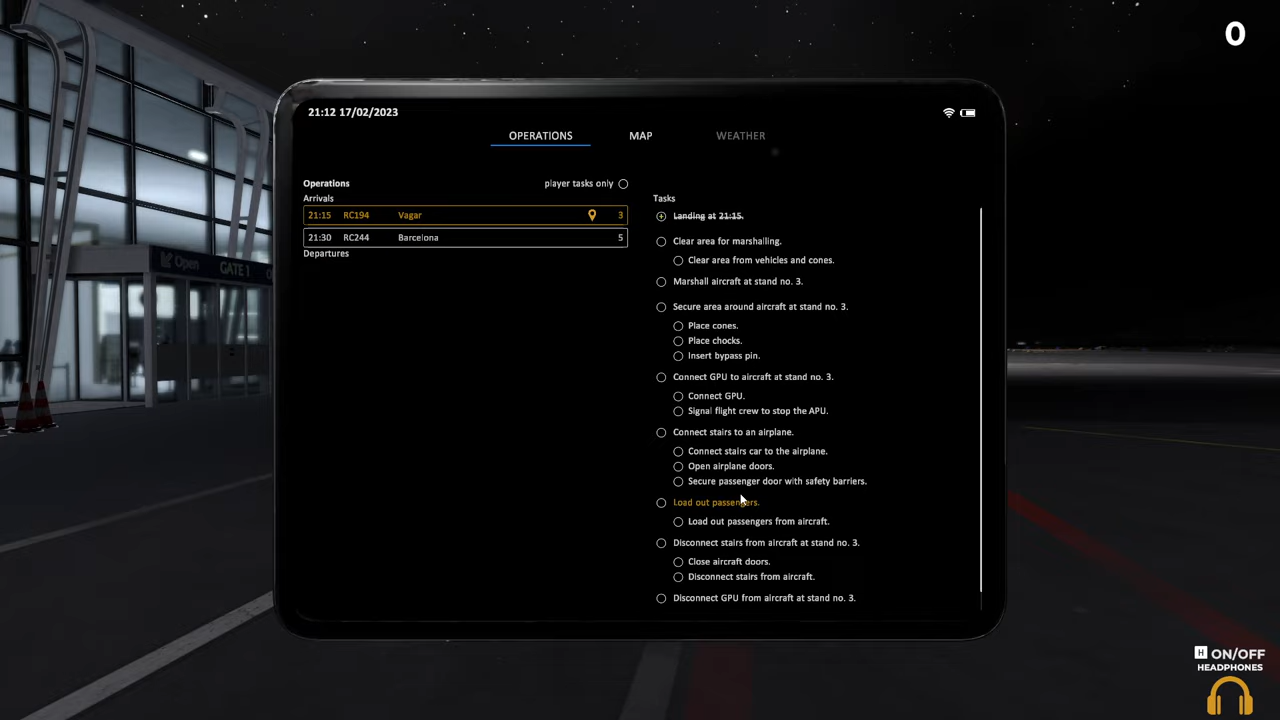 0
21:12 17/02/2023
OPERATIONS MAP WEATHER
Operations player tasks only
Arrivals
21:15 RC194 Vagar 3
21:30 RC244 Barcelona 5
Departures
Tasks
Landing at 21:15.
Clear area for marshalling.
Clear area from vehicles and cones.
Marshall aircraft at stand no. 3.
Secure area around aircraft at stand no. 3.
Place cones.
Place chocks.
Insert bypass pin.
Connect GPU to aircraft at stand no. 3.
Connect GPU.
Signal flight crew to stop the APU.
Connect stairs to an airplane.
Connect stairs car to the airplane.
Open airplane doors.
Secure passenger door with safety barriers.
Load out passengers.
Load out passengers from aircraft.
Disconnect stairs from aircraft at stand no. 3.
Close aircraft doors.
Disconnect stairs from aircraft.
Disconnect GPU from aircraft at stand no. 3.
Open GATE 1
H ON/OFF
HEADPHONES